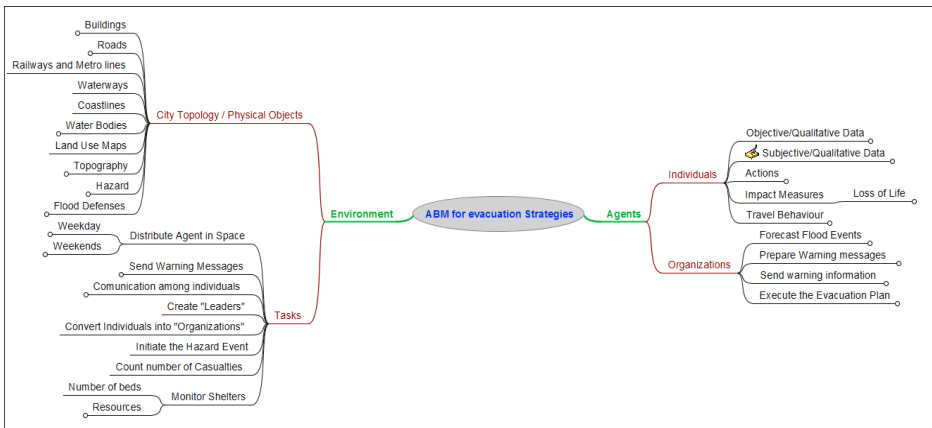 Buildings
Roads
Railways and Metro lines
Waterways
Coastlines
Water Bodies
Land Use Maps
Topography
Hazard
Flood Defenses
City Topology / Physical Objects
Weekday
Weekends
Distribute Agent in Space
Send Warning Messages
Comunication among individuals
Create "Leaders"
Convert Individuals into "Organizations"
Initiate the Hazard Event
Count number of Casualties
Number of beds
Resources
Monitor Shelters
Tasks
Environment
ABM for evacuation Strategies
Agents
Individuals
Objective/Qualitative Data
Subjective/Qualitative Data
Actions
Impact Measures
Loss of Life
Travel Behaviour
Organizations
Forecast Flood Events
Prepare Warning messages
Send warning information
Execute the Evacuation Plan